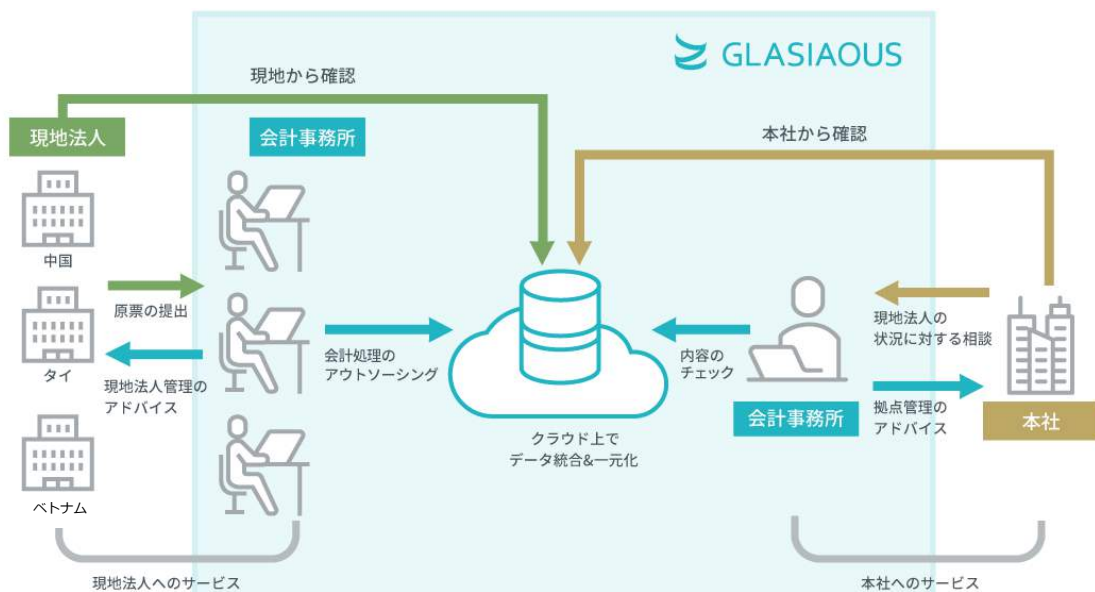 GLASIAOUS
現地から確認
現地法人
会計事務所
本社から確認
中国
原票の提出
タイ
現地法人管理の
アドバイス
ベトナム
会計処理の
アウトソーシング
クラウド上で
データ統合&一元化
内容の
チェック
会計事務所
現地法人の
状況に対する相談
拠点管理の
アドバイス
本社
現地法人へのサービス
本社へのサービス